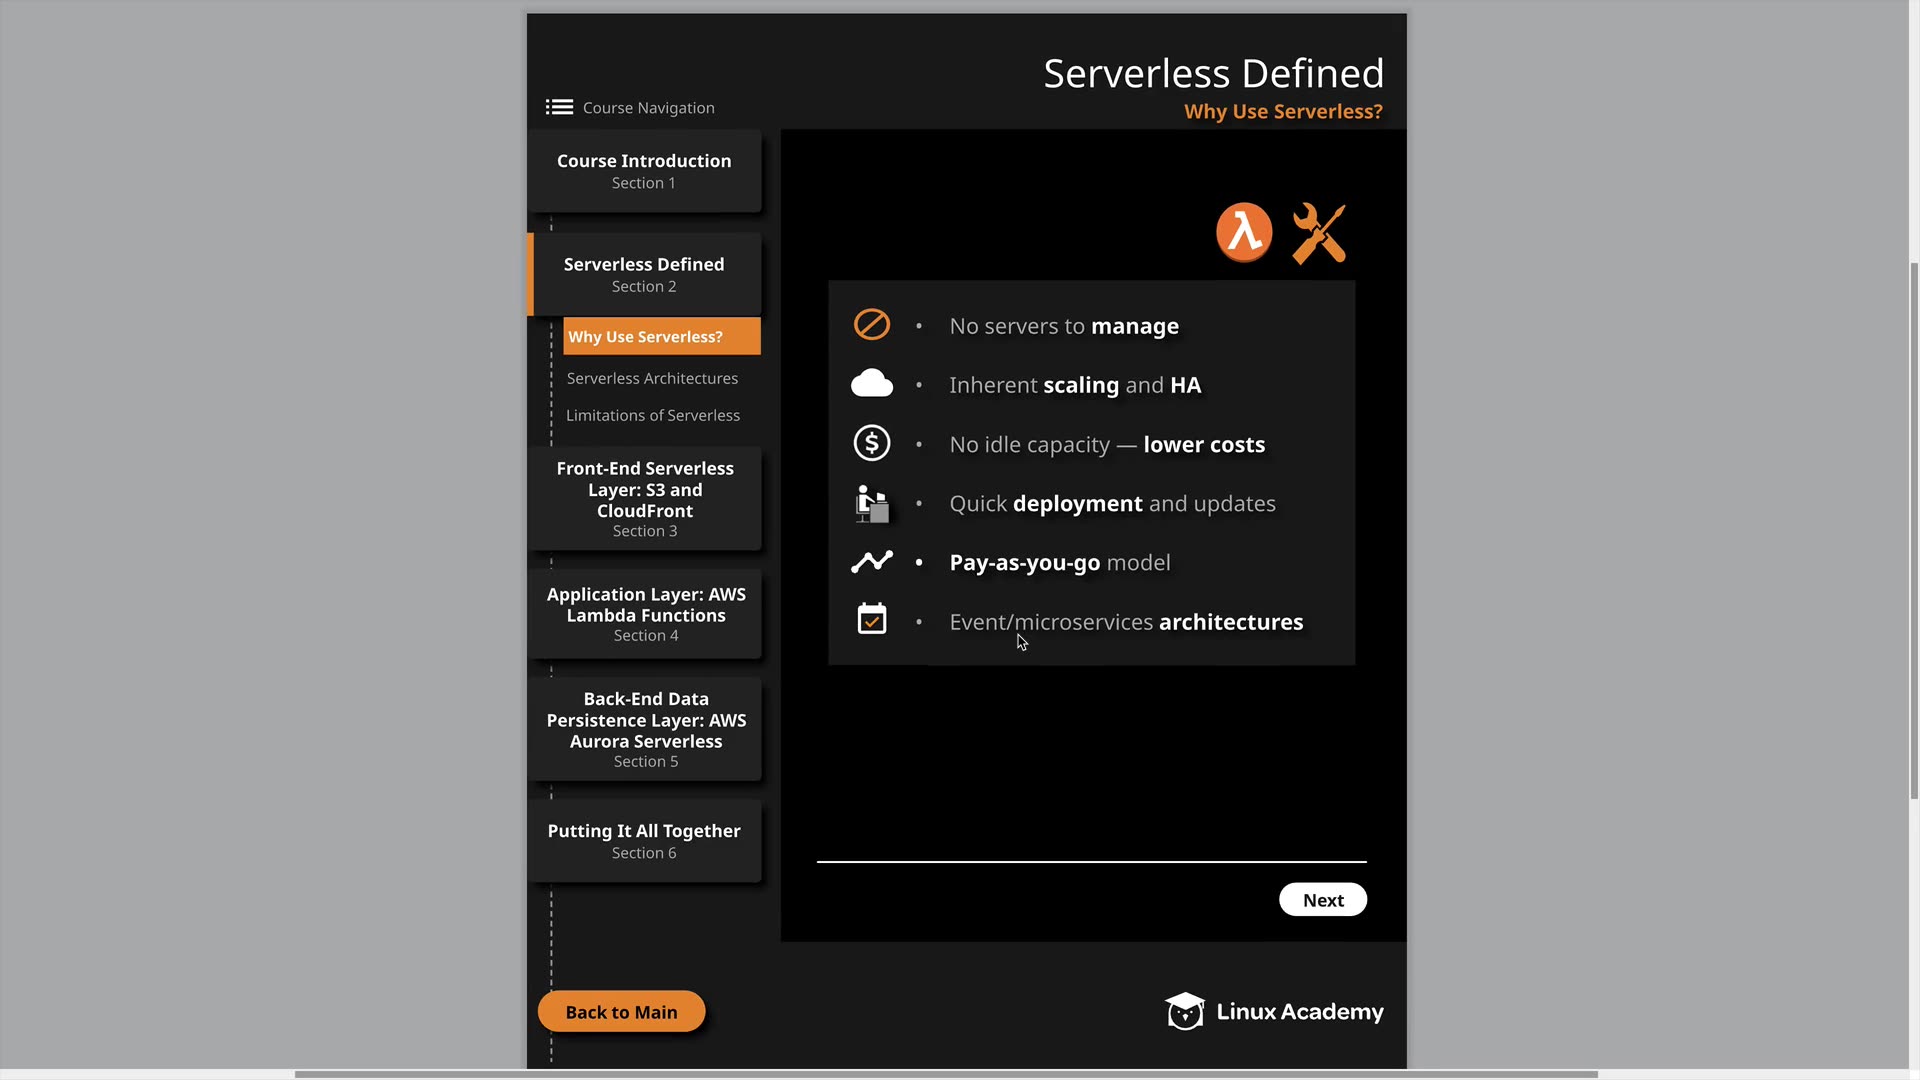 Serverless Defined
Why Use Serverless?
Course Navigation
Course Introduction
Section 1
Serverless Defined
Section 2
Why Use Serverless?
Serverless Architectures
Limitations of Serverless
Front-End Serverless
Layer: S3 and
CloudFront
Section 3
Application Layer: AWS
Lambda Functions
Section 4
Back-End Data
Persistence Layer: AWS
Aurora Serverless
Section 5
Putting It All Together
Section 6
λ
• No servers to manage
• Inherent scaling and HA
$
• No idle capacity — lower costs
• Quick deployment and updates
• Pay-as-you-go model
• Event/microservices architectures
Next
Back to Main
Linux Academy